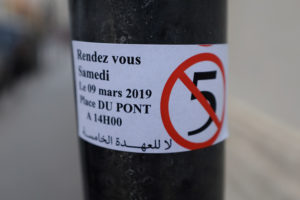 Rendez vous
Samedi
Le 09 mars 2019
Place DU PONT
A 14H00
5
لا للعهدة الخامسة